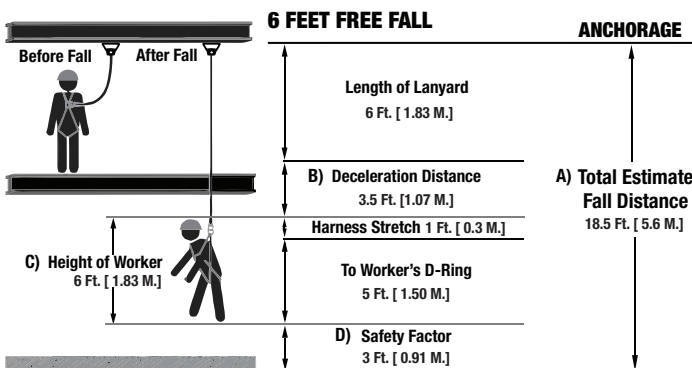 6 FEET FREE FALL
ANCHORAGE
Before Fall
After Fall
Length of Lanyard
6 Ft. [ 1.83 M.]
B) Deceleration Distance
3.5 Ft. [1.07 M.]
A) Total Estimate
Fall Distance
18.5 Ft. [ 5.6 M.]
Harness Stretch 1 Ft. [ 0.3 M.]
C) Height of Worker
6 Ft. [ 1.83 M.]
To Worker's D-Ring
5 Ft. [ 1.50 M.]
D) Safety Factor
3 Ft. [ 0.91 M.]